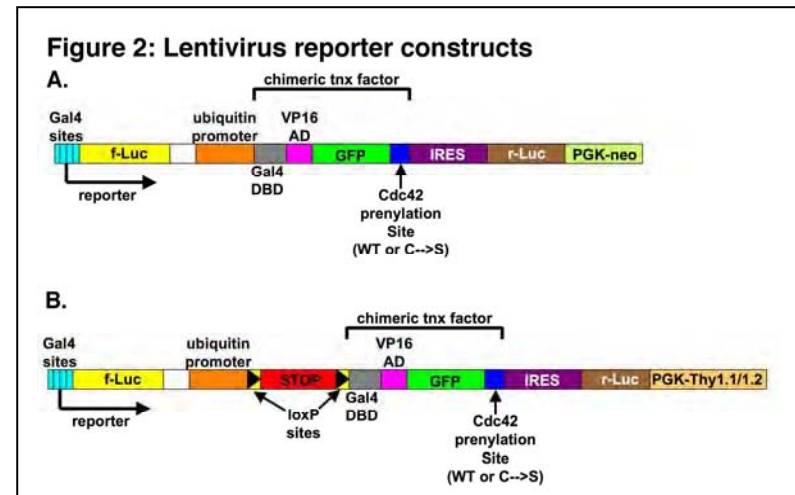 Figure 2: Lentivirus reporter constructs
A.
chimeric tnx factor
Gal4
sites
ubiquitin
promoter
VP16
AD
f-Luc
GFP
IRES
r-Luc
PGK-neo
reporter
Gal4
DBD
Cdc42
prenylation
Site
(WT or C-->S)
B.
chimeric tnx factor
Gal4
sites
ubiquitin
promoter
VP16
AD
f-Luc
STOP
GFP
IRES
r-Luc
PGK-Thy1.1/1.2
reporter
loxP
sites
Gal4
DBD
Cdc42
prenylation
Site
(WT or C-->S)